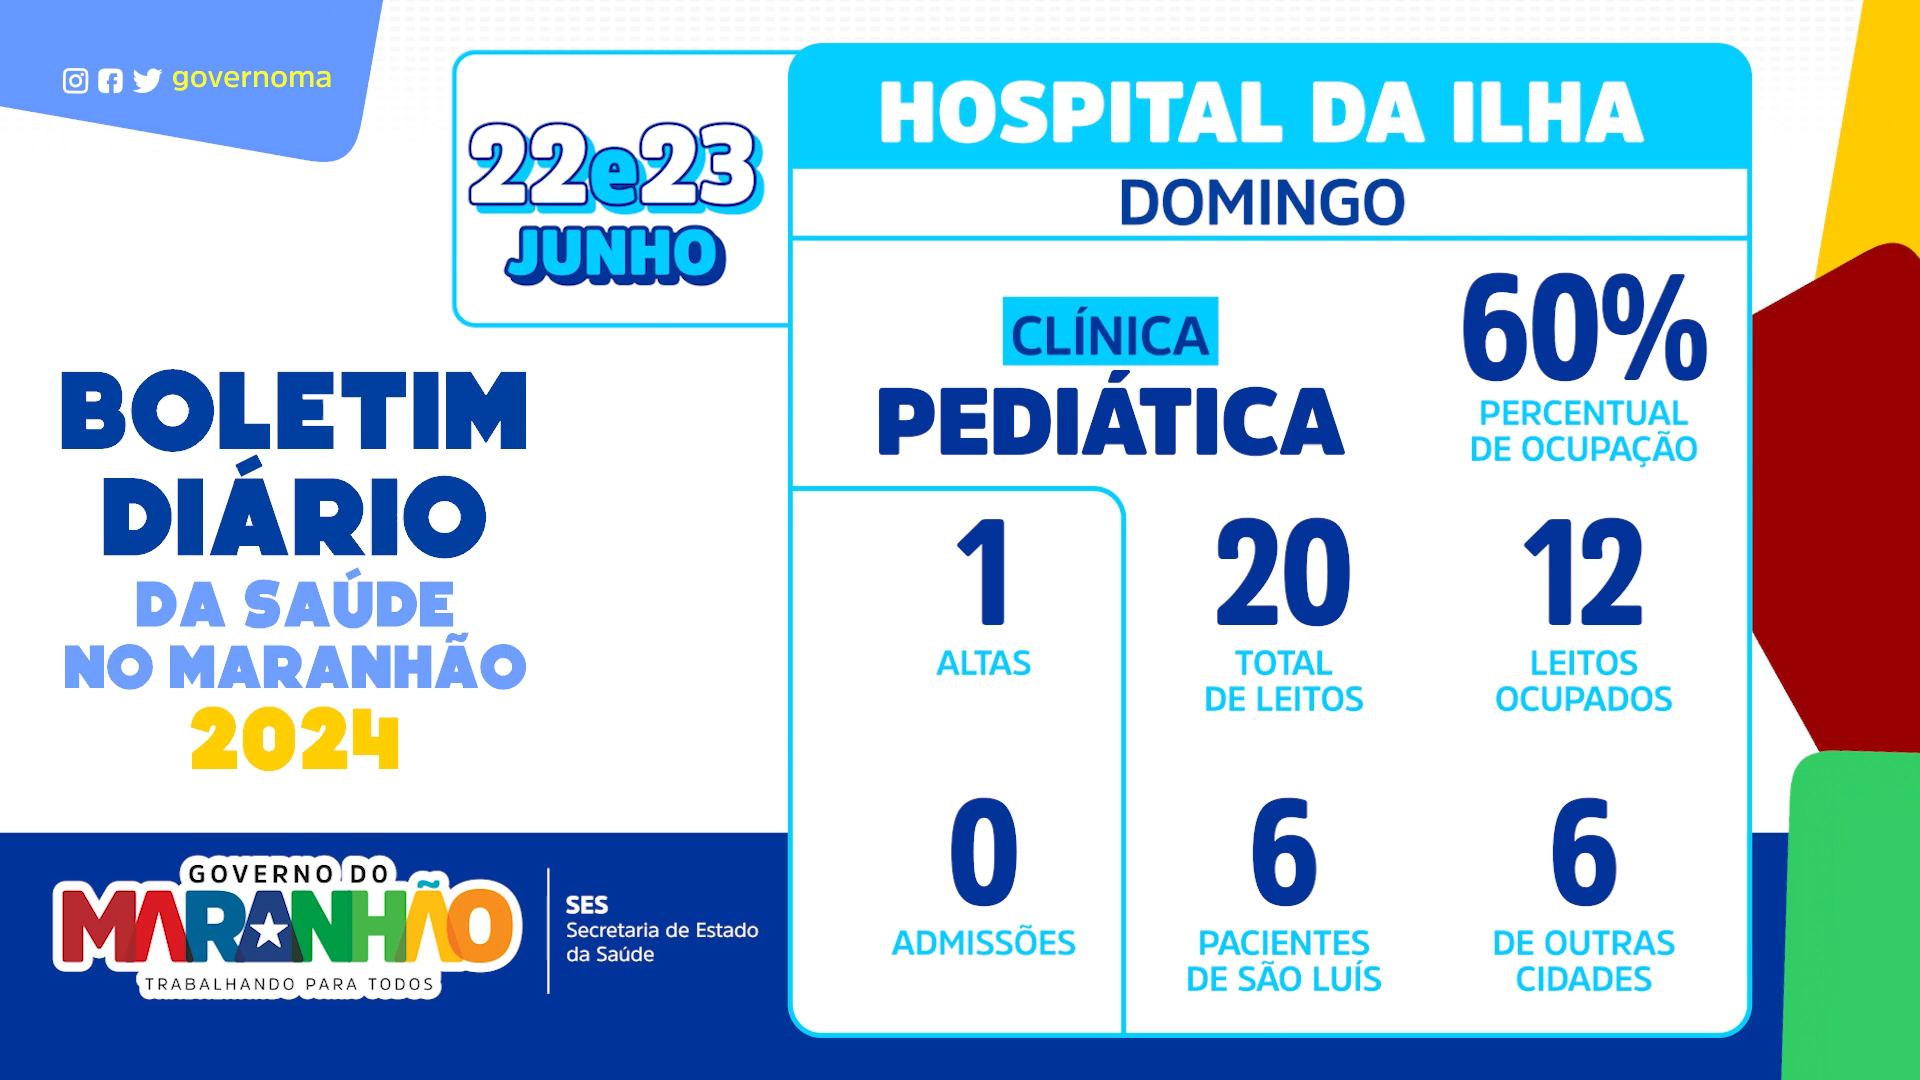 governoma
22e23
JUNHO
HOSPITAL DA ILHA
DOMINGO
CLÍNICA
PEDIÁTICA
60%
PERCENTUAL
DE OCUPAÇÃO
BOLETIM
DIÁRIO
DA SAÚDE
NO MARANHÃO
2024
1
ALTAS
20
TOTAL
DE LEITOS
12
LEITOS
OCUPADOS
0
ADMISSÕES
6
PACIENTES
DE SÃO LUÍS
6
DE OUTRAS
CIDADES
GOVERNO DO
MARANHÃO
TRABALHANDO PARA TODOS
SES
Secretaria de Estado
da Saúde